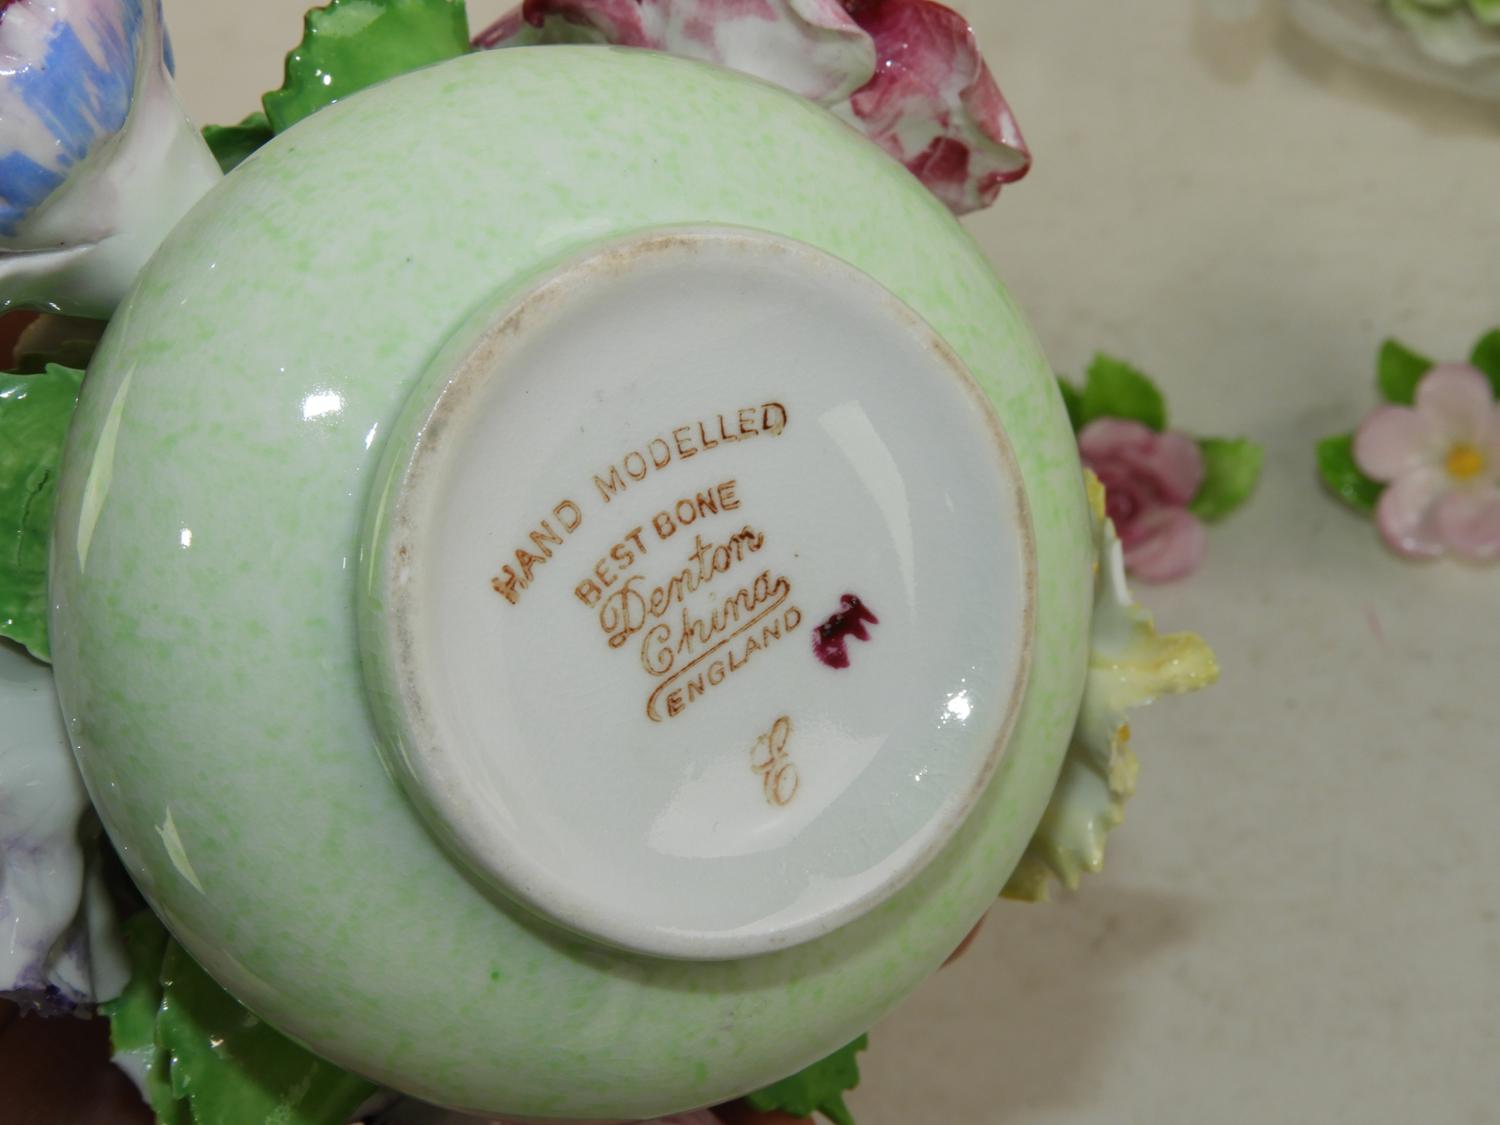 HAND MODELLED
BEST BONE
Denton
China
ENGLAND
E